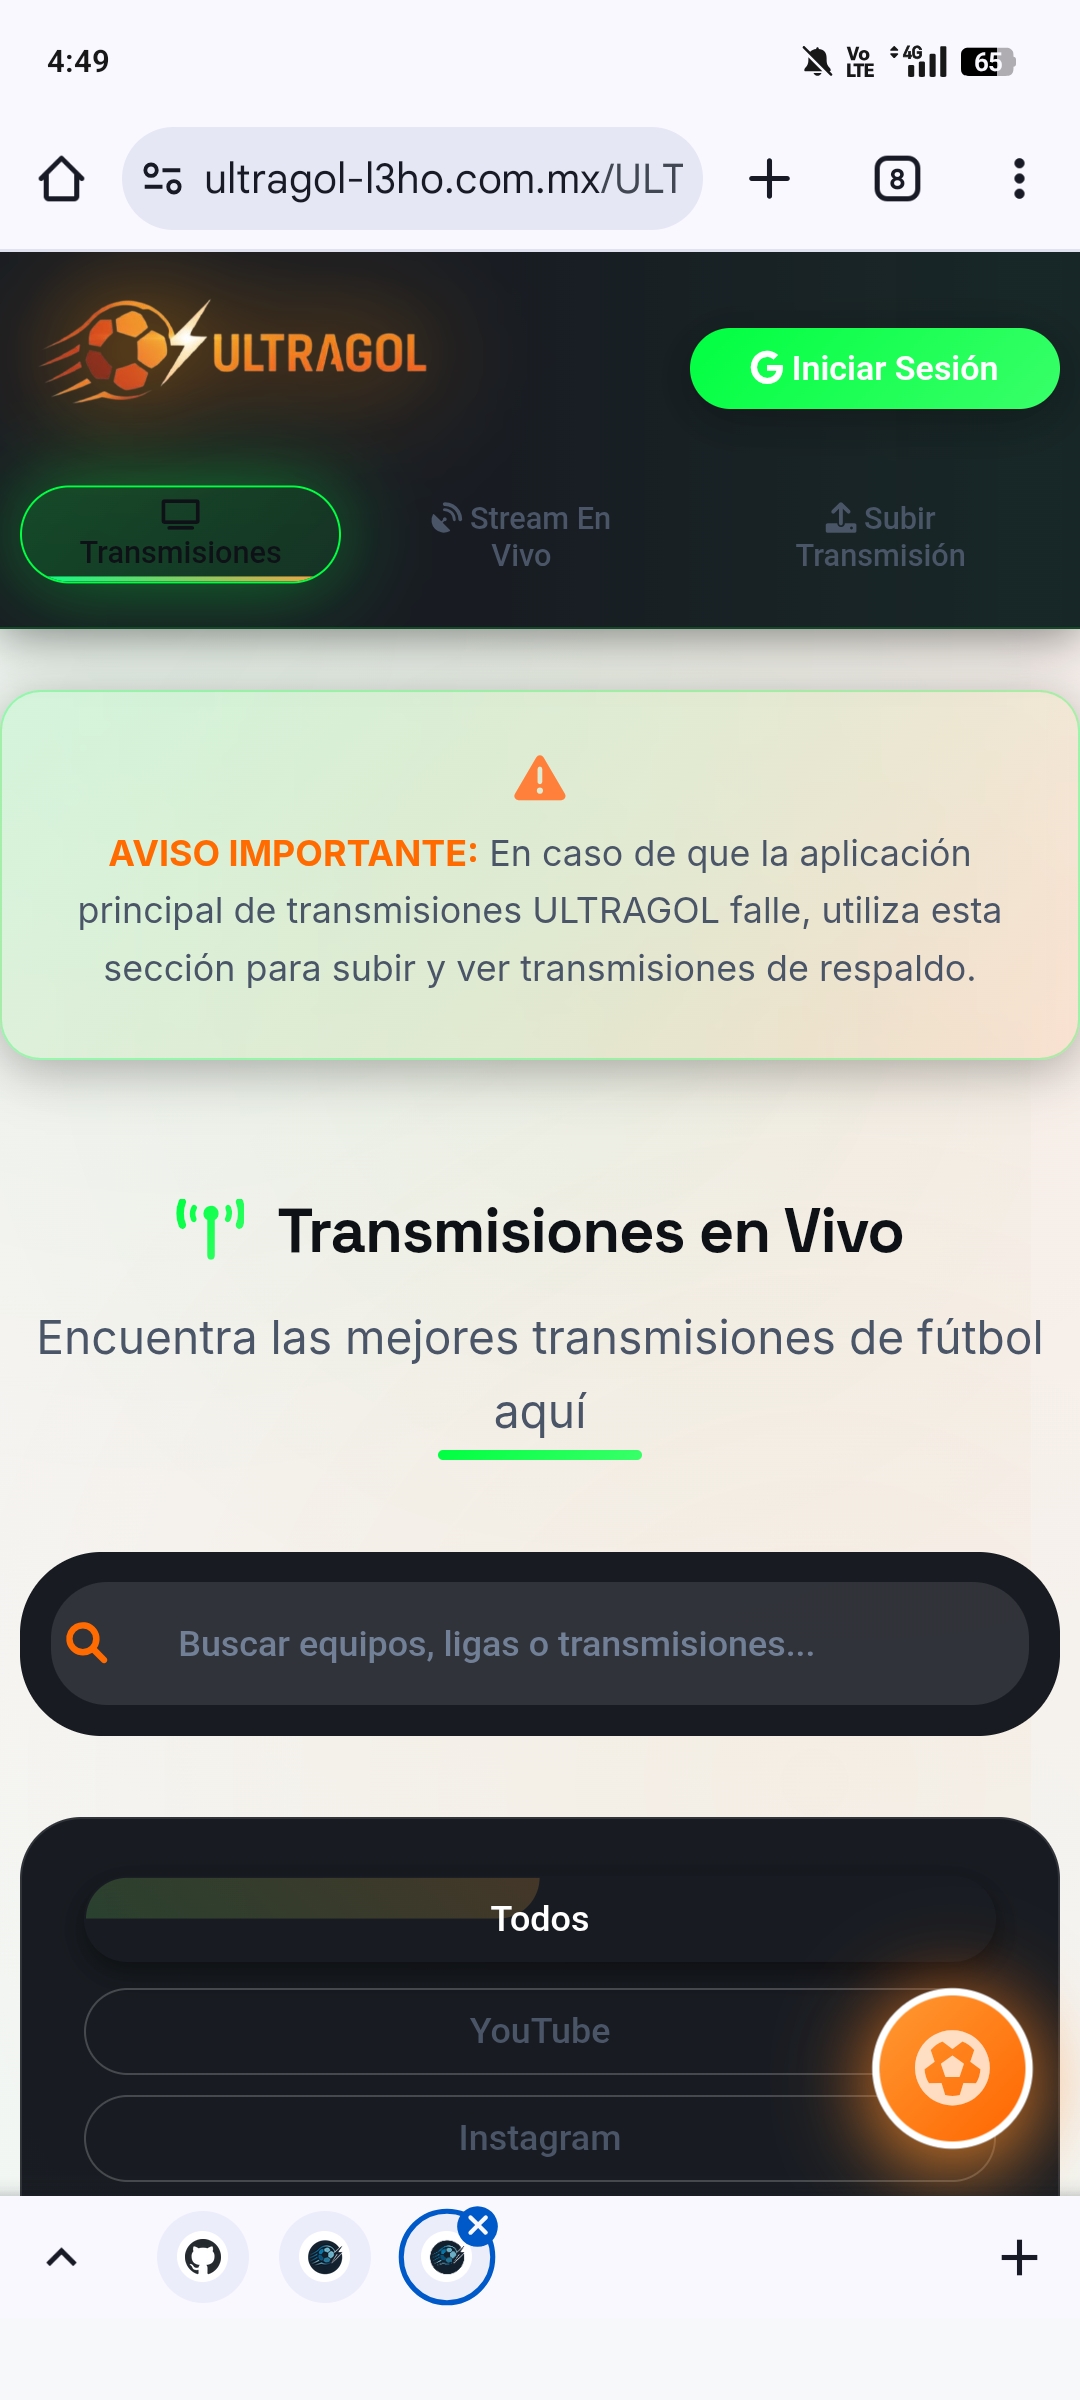 4:49
Vo
LTE
4G
65
ultragol-l3ho.com.mx/ULT
8
ULTRAGOL
Iniciar Sesión
Transmisiones
Stream En
Vivo
Subir
Transmisión
AVISO IMPORTANTE: En caso de que la aplicación
principal de transmisiones ULTRAGOL falle, utiliza esta
sección para subir y ver transmisiones de respaldo.
Transmisiones en Vivo
Encuentra las mejores transmisiones de fútbol
aquí
Buscar equipos, ligas o transmisiones...
Todos
YouTube
Instagram